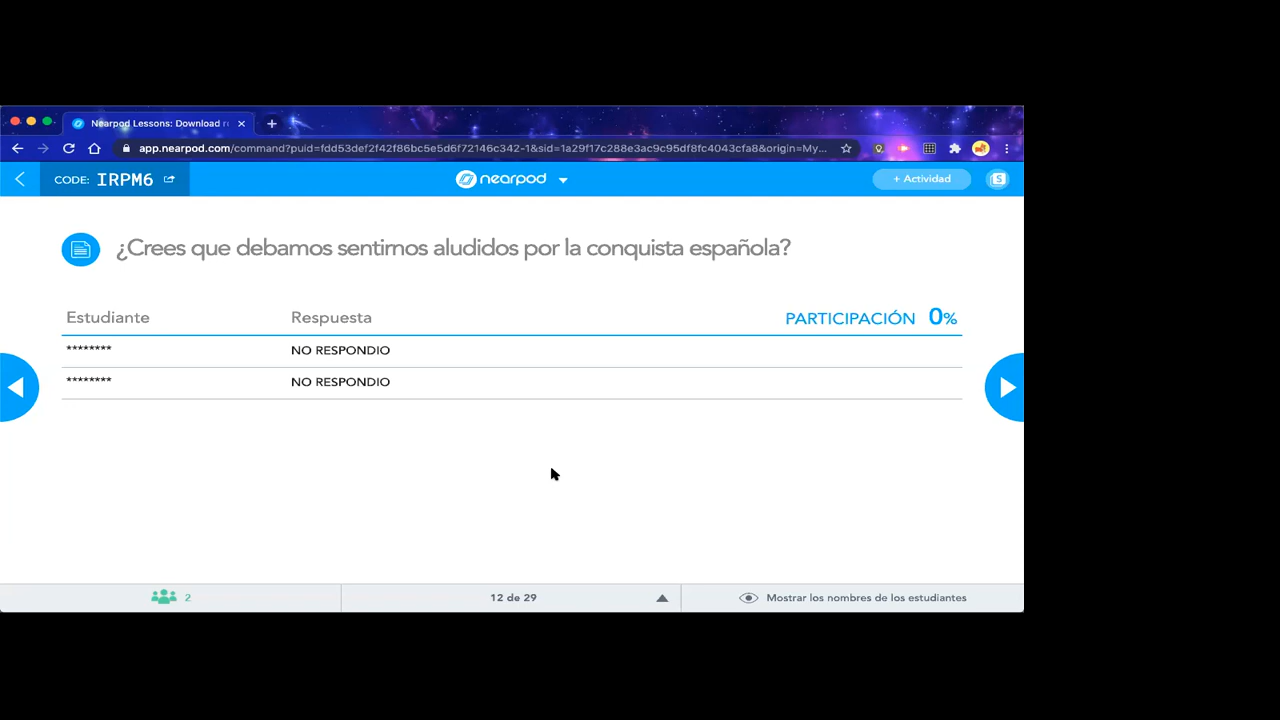 Nearpod Lessons: Download r
app.nearpod.com/command?puid=fdd53def2f42f86bc5e5d6f72146c342-1&sid=1a29f17c288e3ac9c95df8fc4043cfa8&origin=My...
CODE: IRPM6
nearpod
+ Actividad
S
¿Crees que debamos sentirnos aludidos por la conquista española?
Estudiante Respuesta PARTICIPACIÓN 0%
******** NO RESPONDIO
******** NO RESPONDIO
2
12 de 29
Mostrar los nombres de los estudiantes